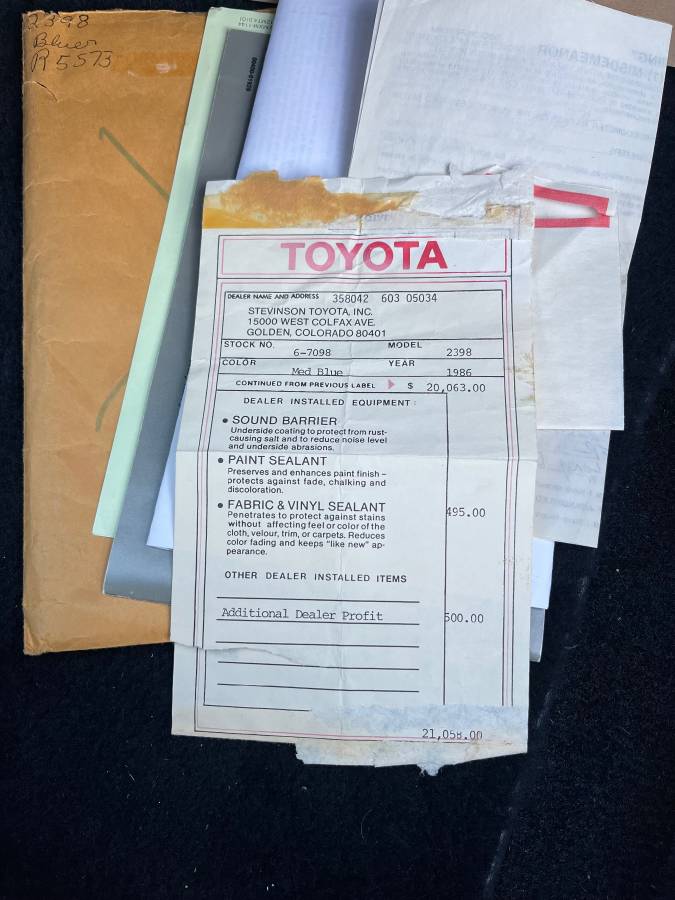 2398
Bluer
R 5573
MISDEMEANOR
TOYOTA
DEALER NAME AND ADDRESS 358042 603 05034
STEVINSON TOYOTA, INC.
15000 WEST COLFAX AVE.
GOLDEN, COLORADO 80401
STOCK NO. 6-7098 MODEL 2398
COLOR Med Blue YEAR 1986
CONTINUED FROM PREVIOUS LABEL $ 20,063.00
DEALER INSTALLED EQUIPMENT:
• SOUND BARRIER
Underside coating to protect from rust-
causing salt and to reduce noise level
and underside abrasions.
• PAINT SEALANT
Preserves and enhances paint finish –
protects against fade, chalking and
discoloration.
• FABRIC & VINYL SEALANT
Penetrates to protect against stains 495.00
without affecting feel or color of the
cloth, velour, trim, or carpets. Reduces
color fading and keeps "like new" ap-
pearance.
OTHER DEALER INSTALLED ITEMS
Additional Dealer Profit 500.00
21,058.00